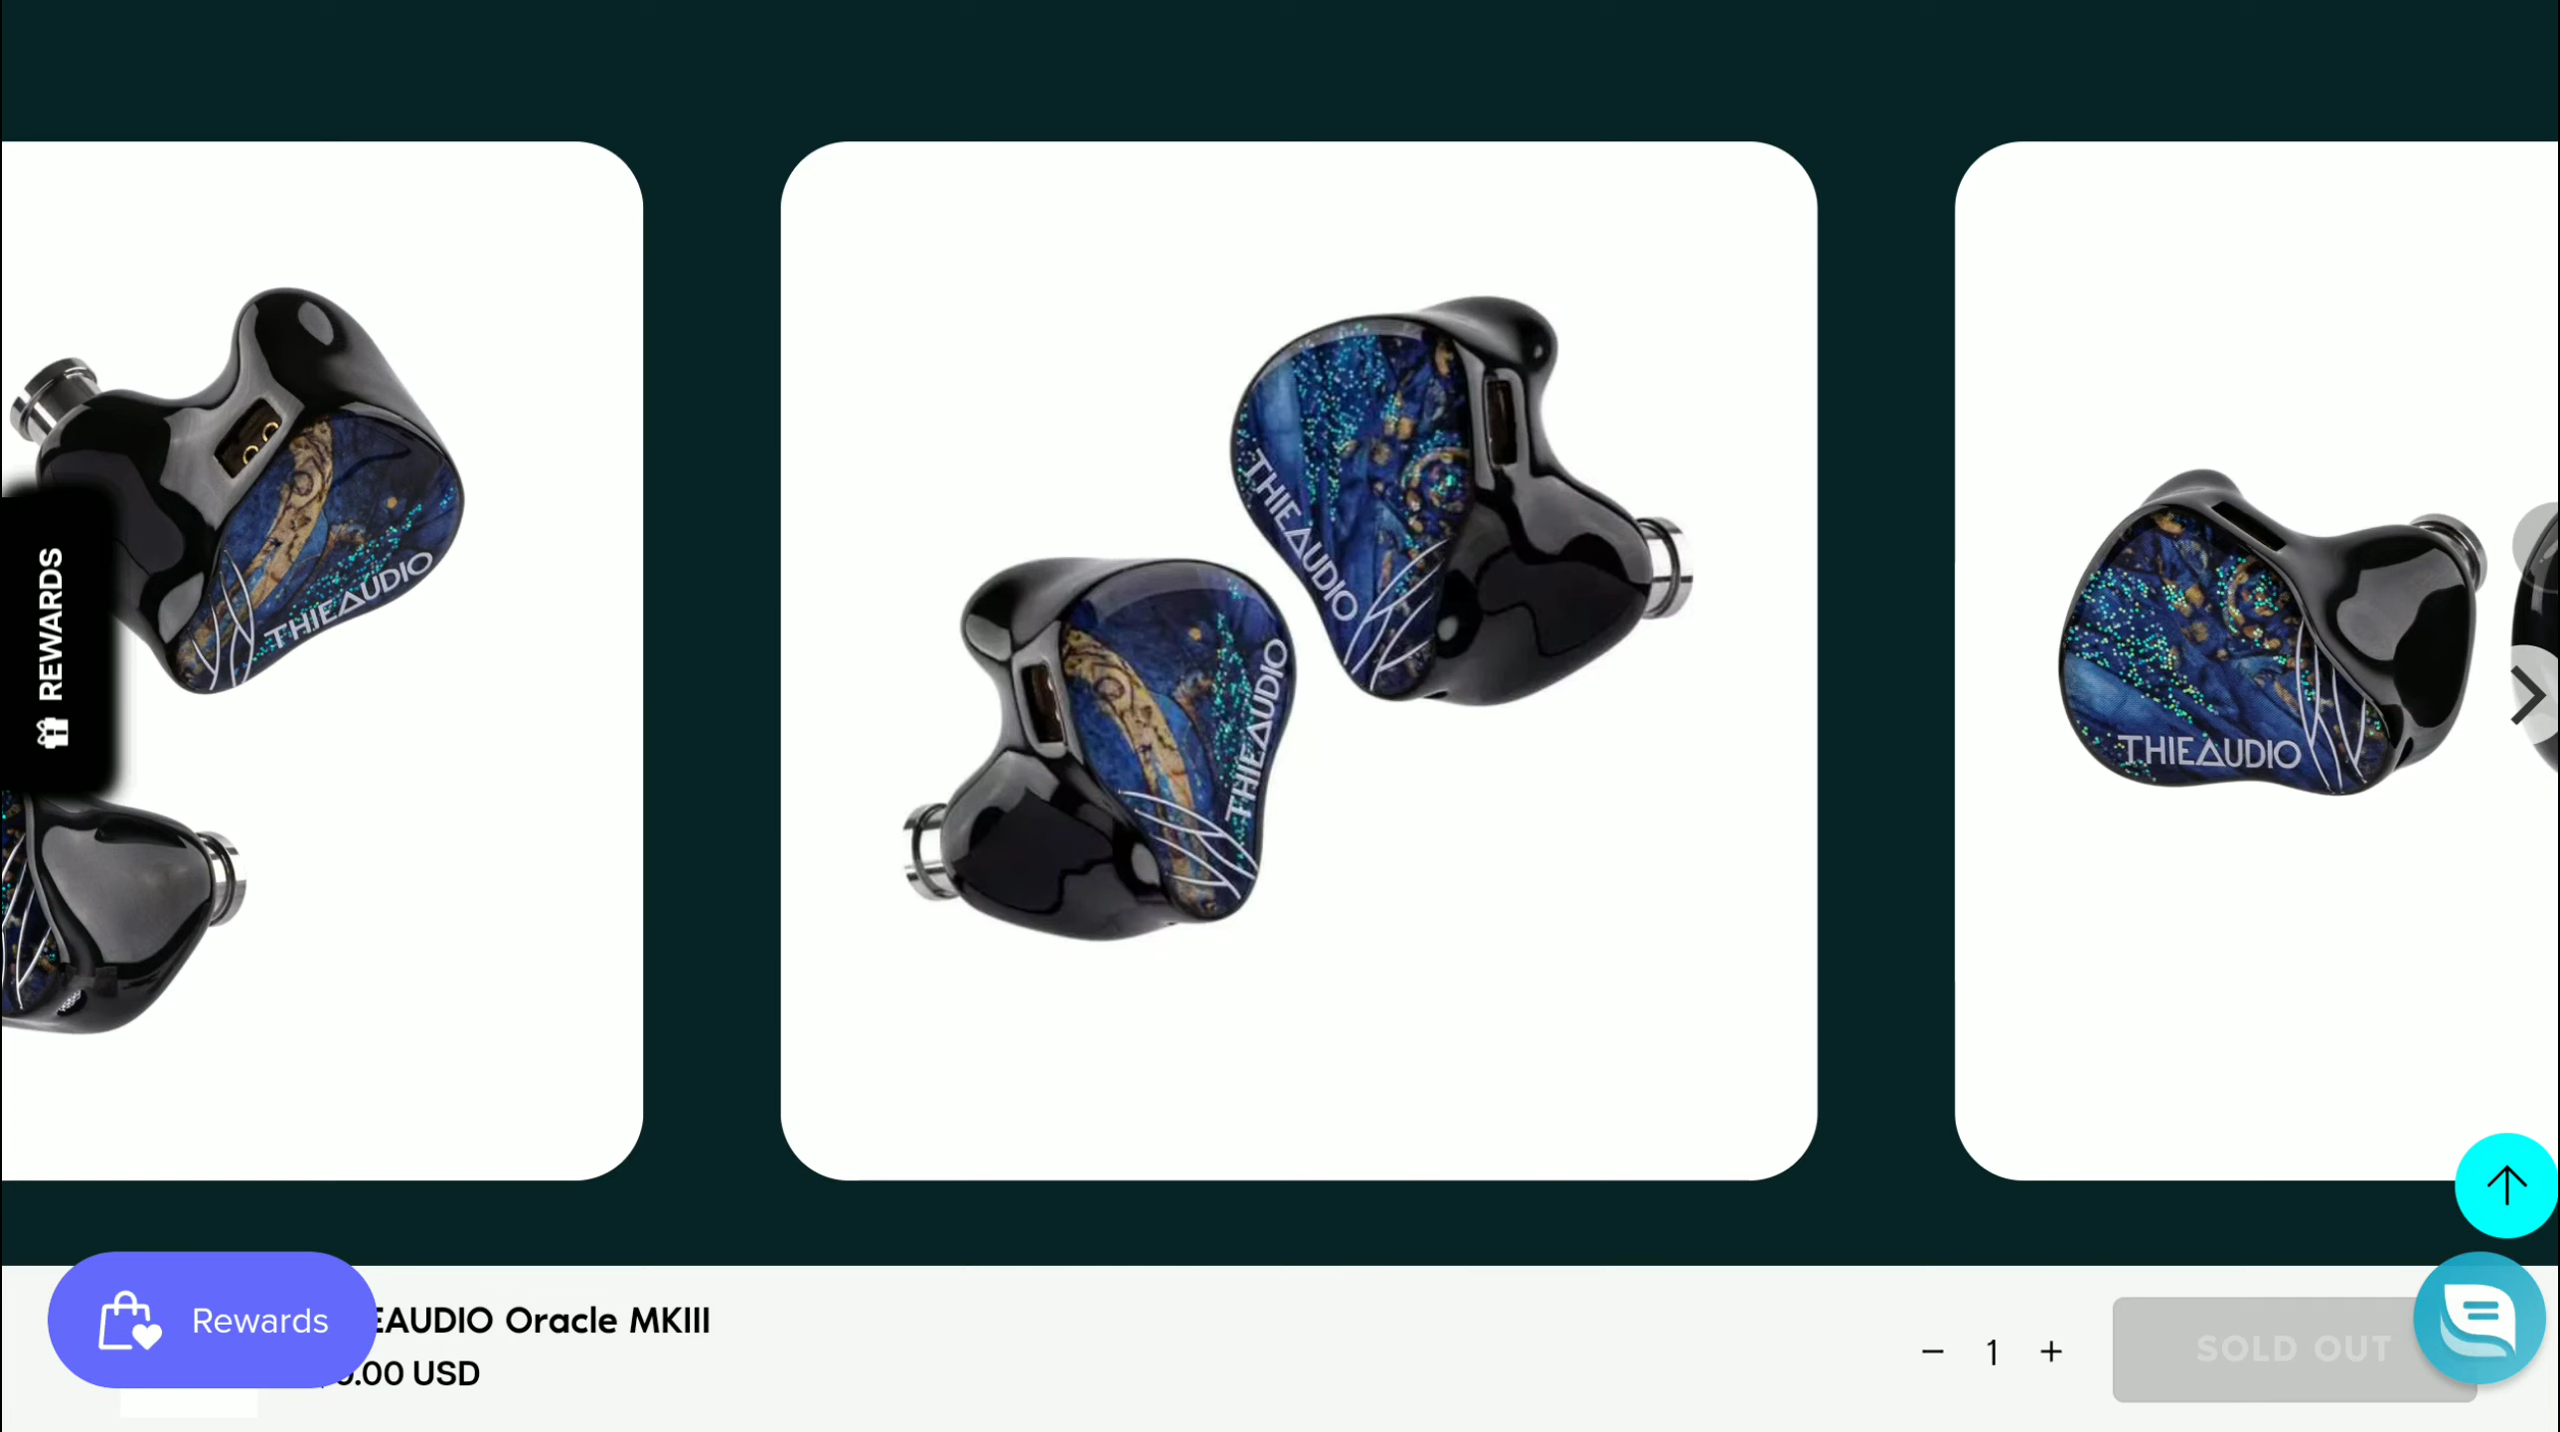 THIEAUDIO
THIEAUDIO
THIEAUDIO
THIEAUDIO
REWARDS
Rewards
EAUDIO Oracle MKIII
.00 USD
− 1 +
SOLD OUT